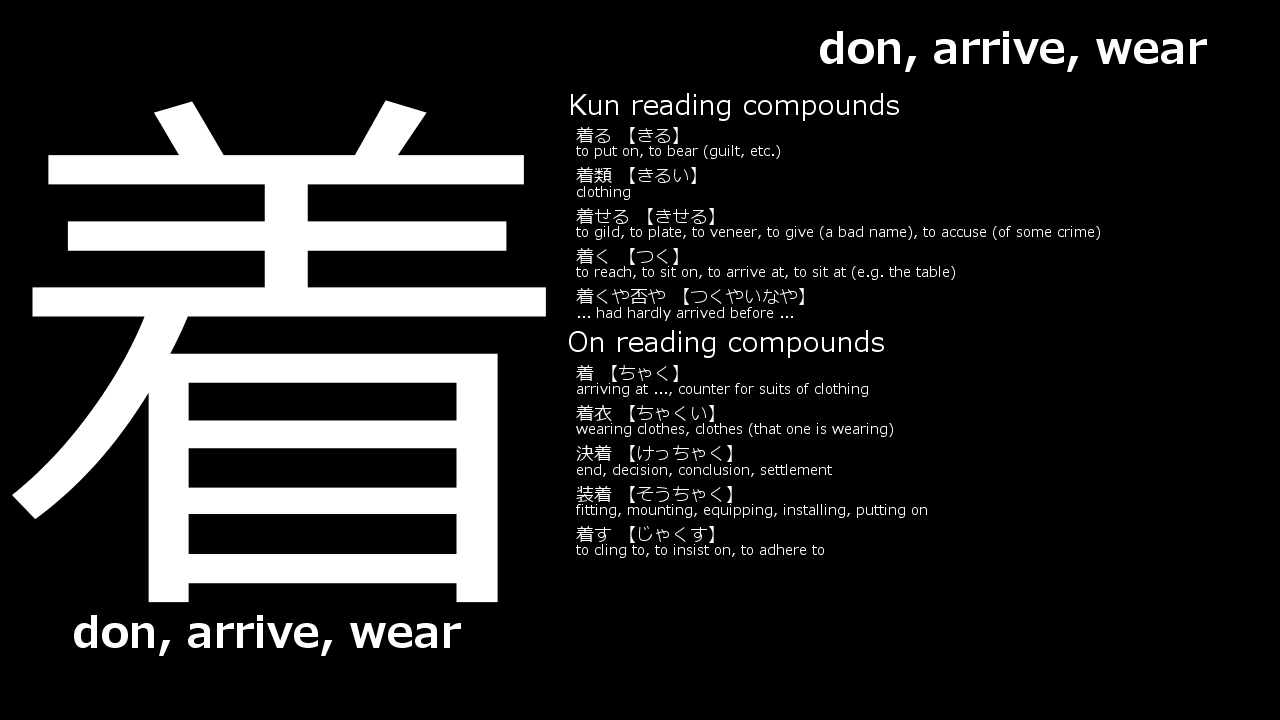 don, arrive, wear
着
Kun reading compounds
着る 【きる】
to put on, to bear (guilt, etc.)
着類 【きるい】
clothing
着せる 【きせる】
to gild, to plate, to veneer, to give (a bad name), to accuse (of some crime)
着く 【つく】
to reach, to sit on, to arrive at, to sit at (e.g. the table)
着くや否や 【つくやいなや】
... had hardly arrived before ...
On reading compounds
着 【ちゃく】
arriving at ..., counter for suits of clothing
着衣 【ちゃくい】
wearing clothes, clothes (that one is wearing)
決着 【けっちゃく】
end, decision, conclusion, settlement
装着 【そうちゃく】
fitting, mounting, equipping, installing, putting on
着す 【じゃくす】
to cling to, to insist on, to adhere to
don, arrive, wear